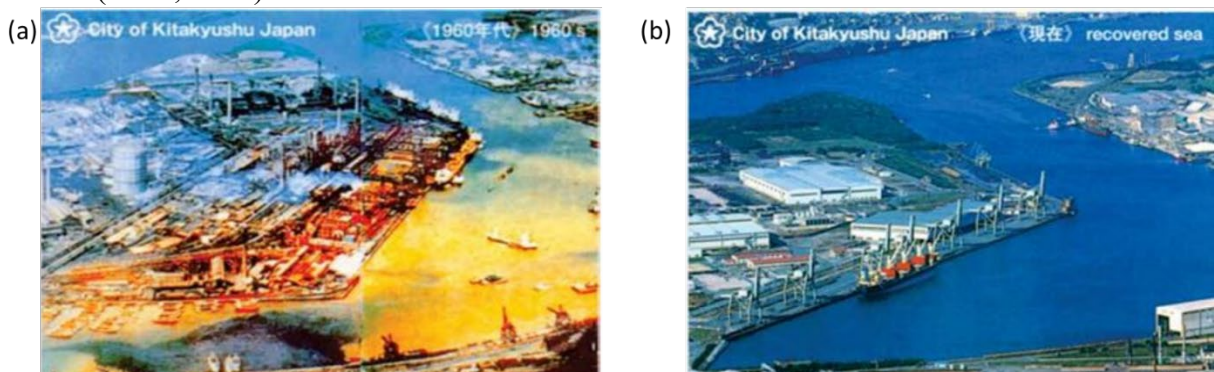 (a)
City of Kitakyushu Japan 《1960年代》1960's
(b)
City of Kitakyushu Japan 《現在》 recovered sea